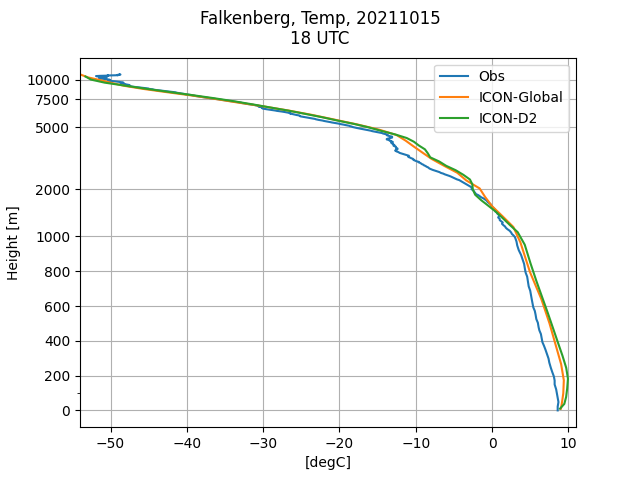 Falkenberg, Temp, 20211015
18 UTC
Obs
ICON-Global
ICON-D2
10000
7500
5000
2000
1000
800
600
400
200
0
Height [m]
−50 −40 −30 −20 −10 0 10
[degC]